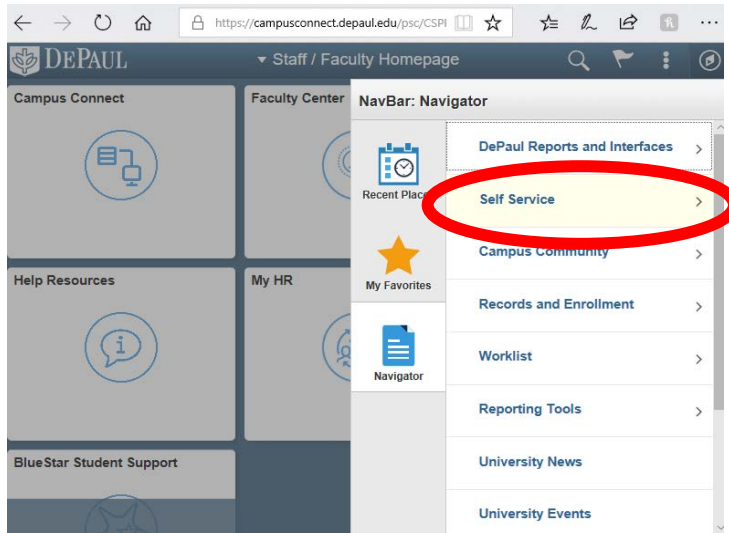 https://campusconnect.depaul.edu/psc/CSPI
DEPAUL
Staff / Faculty Homepage
Campus Connect
Faculty Center
NavBar: Navigator
DePaul Reports and Interfaces
Recent Place
Self Service
Campus Community
Help Resources
My HR
My Favorites
Records and Enrollment
Navigator
Worklist
Reporting Tools
BlueStar Student Support
University News
University Events